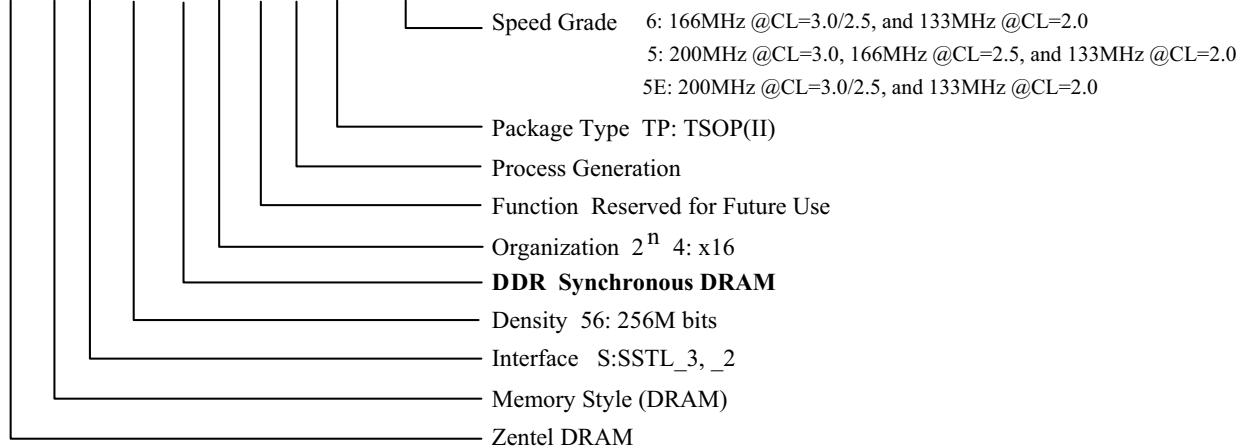 Speed Grade 6: 166MHz @CL=3.0/2.5, and 133MHz @CL=2.0
5: 200MHz @CL=3.0, 166MHz @CL=2.5, and 133MHz @CL=2.0
5E: 200MHz @CL=3.0/2.5, and 133MHz @CL=2.0
Package Type TP: TSOP(II)
Process Generation
Function Reserved for Future Use
Organization 2ⁿ 4: x16
DDR Synchronous DRAM
Density 56: 256M bits
Interface S:SSTL_3, _2
Memory Style (DRAM)
Zentel DRAM